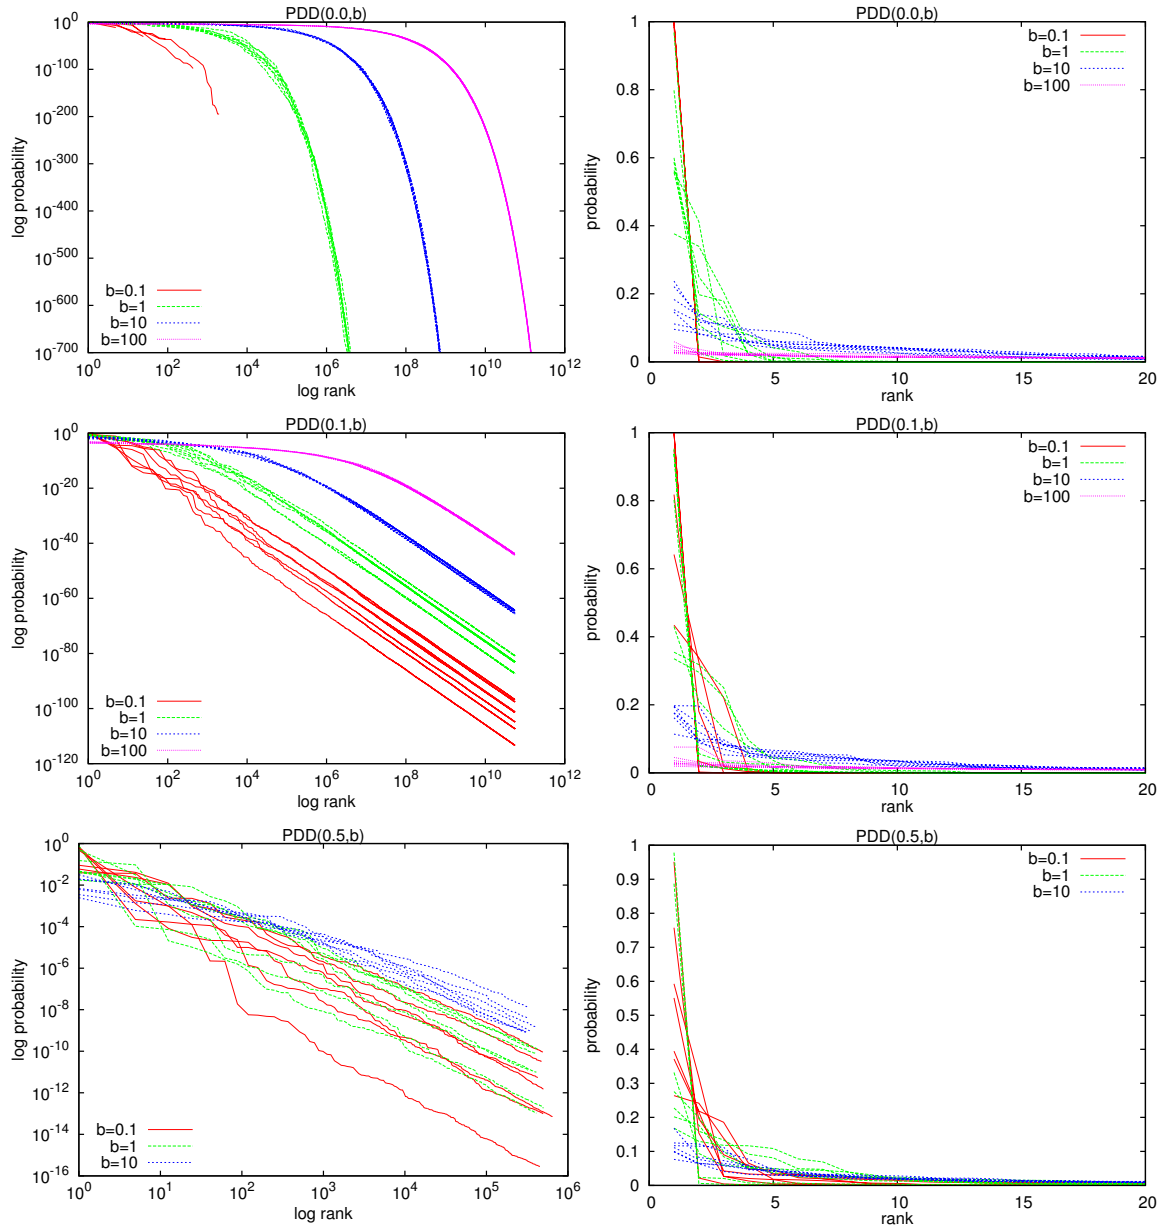 PDD(0.0,b)
10^0
10^-100
10^-200
10^-300
10^-400
10^-500
10^-600
10^-700
log probability
b=0.1
b=1
b=10
b=100
10^0 10^2 10^4 10^6 10^8 10^10 10^12
log rank
PDD(0.0,b)
1
0.8
0.6
0.4
0.2
0
probability
b=0.1
b=1
b=10
b=100
0 5 10 15 20
rank
PDD(0.1,b)
10^0
10^-20
10^-40
10^-60
10^-80
10^-100
10^-120
log probability
b=0.1
b=1
b=10
b=100
10^0 10^2 10^4 10^6 10^8 10^10 10^12
log rank
PDD(0.1,b)
1
0.8
0.6
0.4
0.2
0
probability
b=0.1
b=1
b=10
b=100
0 5 10 15 20
rank
PDD(0.5,b)
10^0
10^-2
10^-4
10^-6
10^-8
10^-10
10^-12
10^-14
10^-16
log probability
b=0.1
b=1
b=10
10^0 10^1 10^2 10^3 10^4 10^5 10^6
log rank
PDD(0.5,b)
1
0.9
0.8
0.7
0.6
0.5
0.4
0.3
0.2
0.1
0
probability
b=0.1
b=1
b=10
0 5 10 15 20
rank